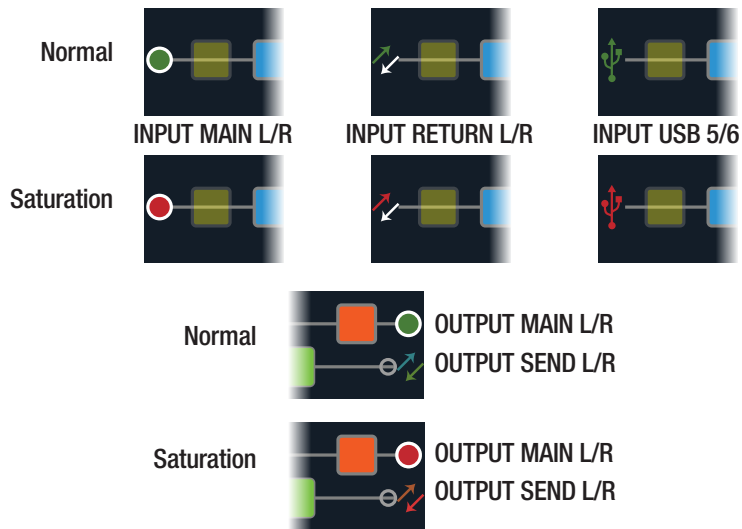 Normal
INPUT MAIN L/R
INPUT RETURN L/R
INPUT USB 5/6
Saturation
Normal
OUTPUT MAIN L/R
OUTPUT SEND L/R
Saturation
OUTPUT MAIN L/R
OUTPUT SEND L/R